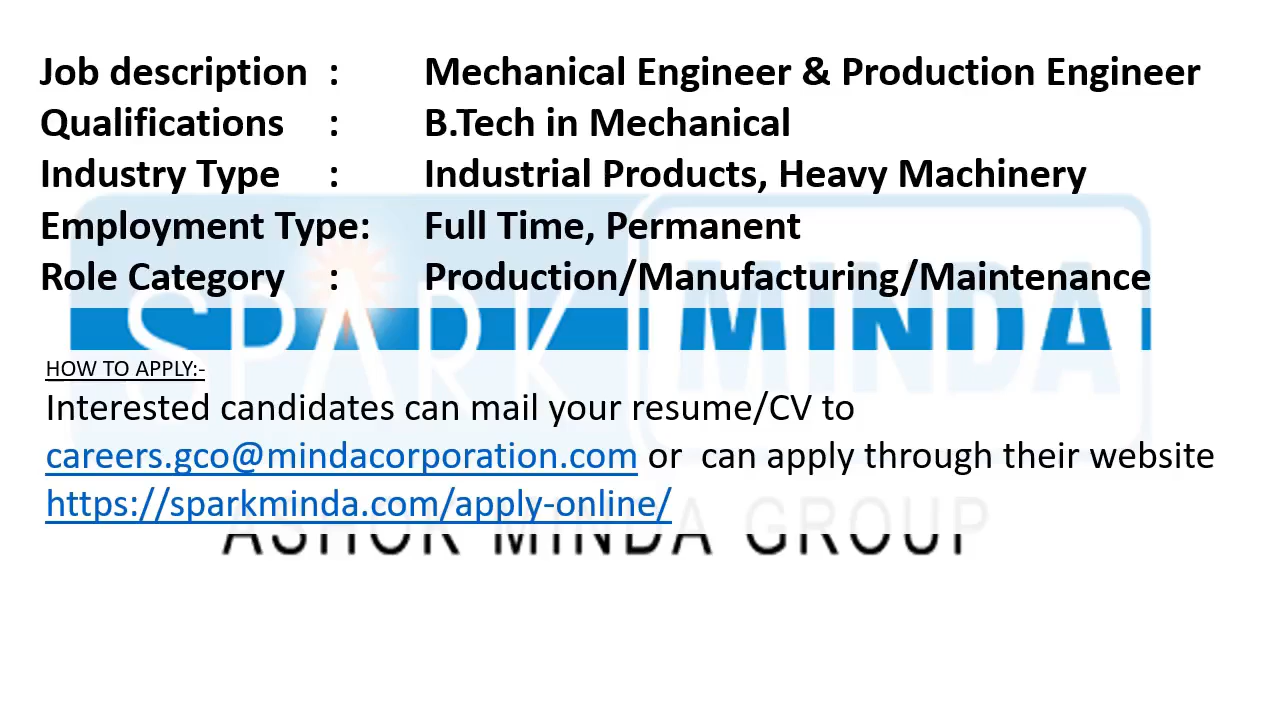 Job description : Mechanical Engineer & Production Engineer
Qualifications : B.Tech in Mechanical
Industry Type : Industrial Products, Heavy Machinery
Employment Type: Full Time, Permanent
Role Category : Production/Manufacturing/Maintenance
SPARK MINDA
HOW TO APPLY:-
Interested candidates can mail your resume/CV to
careers.gco@mindacorporation.com or can apply through their website
https://sparkminda.com/apply-online/
ASHOK MINDA GROUP